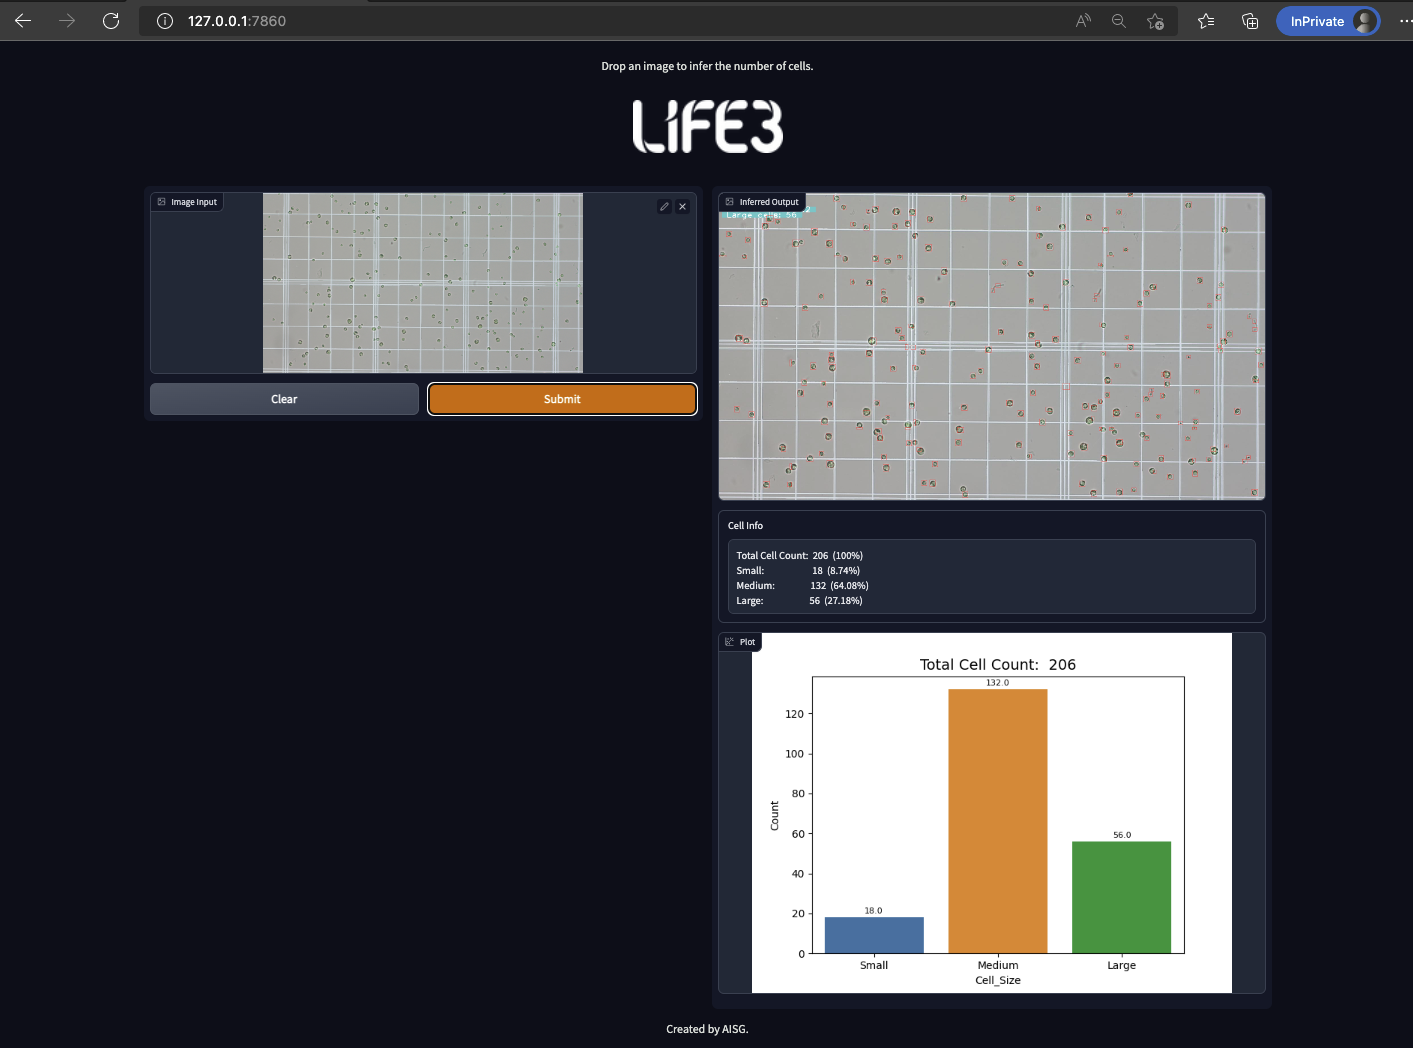 127.0.0.1:7860
InPrivate
Drop an image to infer the number of cells.
LIFE3
Image Input
Clear
Submit
Inferred Output
Large cells: 56
Cell Info
Total Cell Count: 206 (100%)
Small: 18 (8.74%)
Medium: 132 (64.08%)
Large: 56 (27.18%)
Plot
Total Cell Count: 206
132.0
120
100
80
60
56.0
40
20
18.0
0
Count
Small
Medium
Large
Cell_Size
Created by AISG.